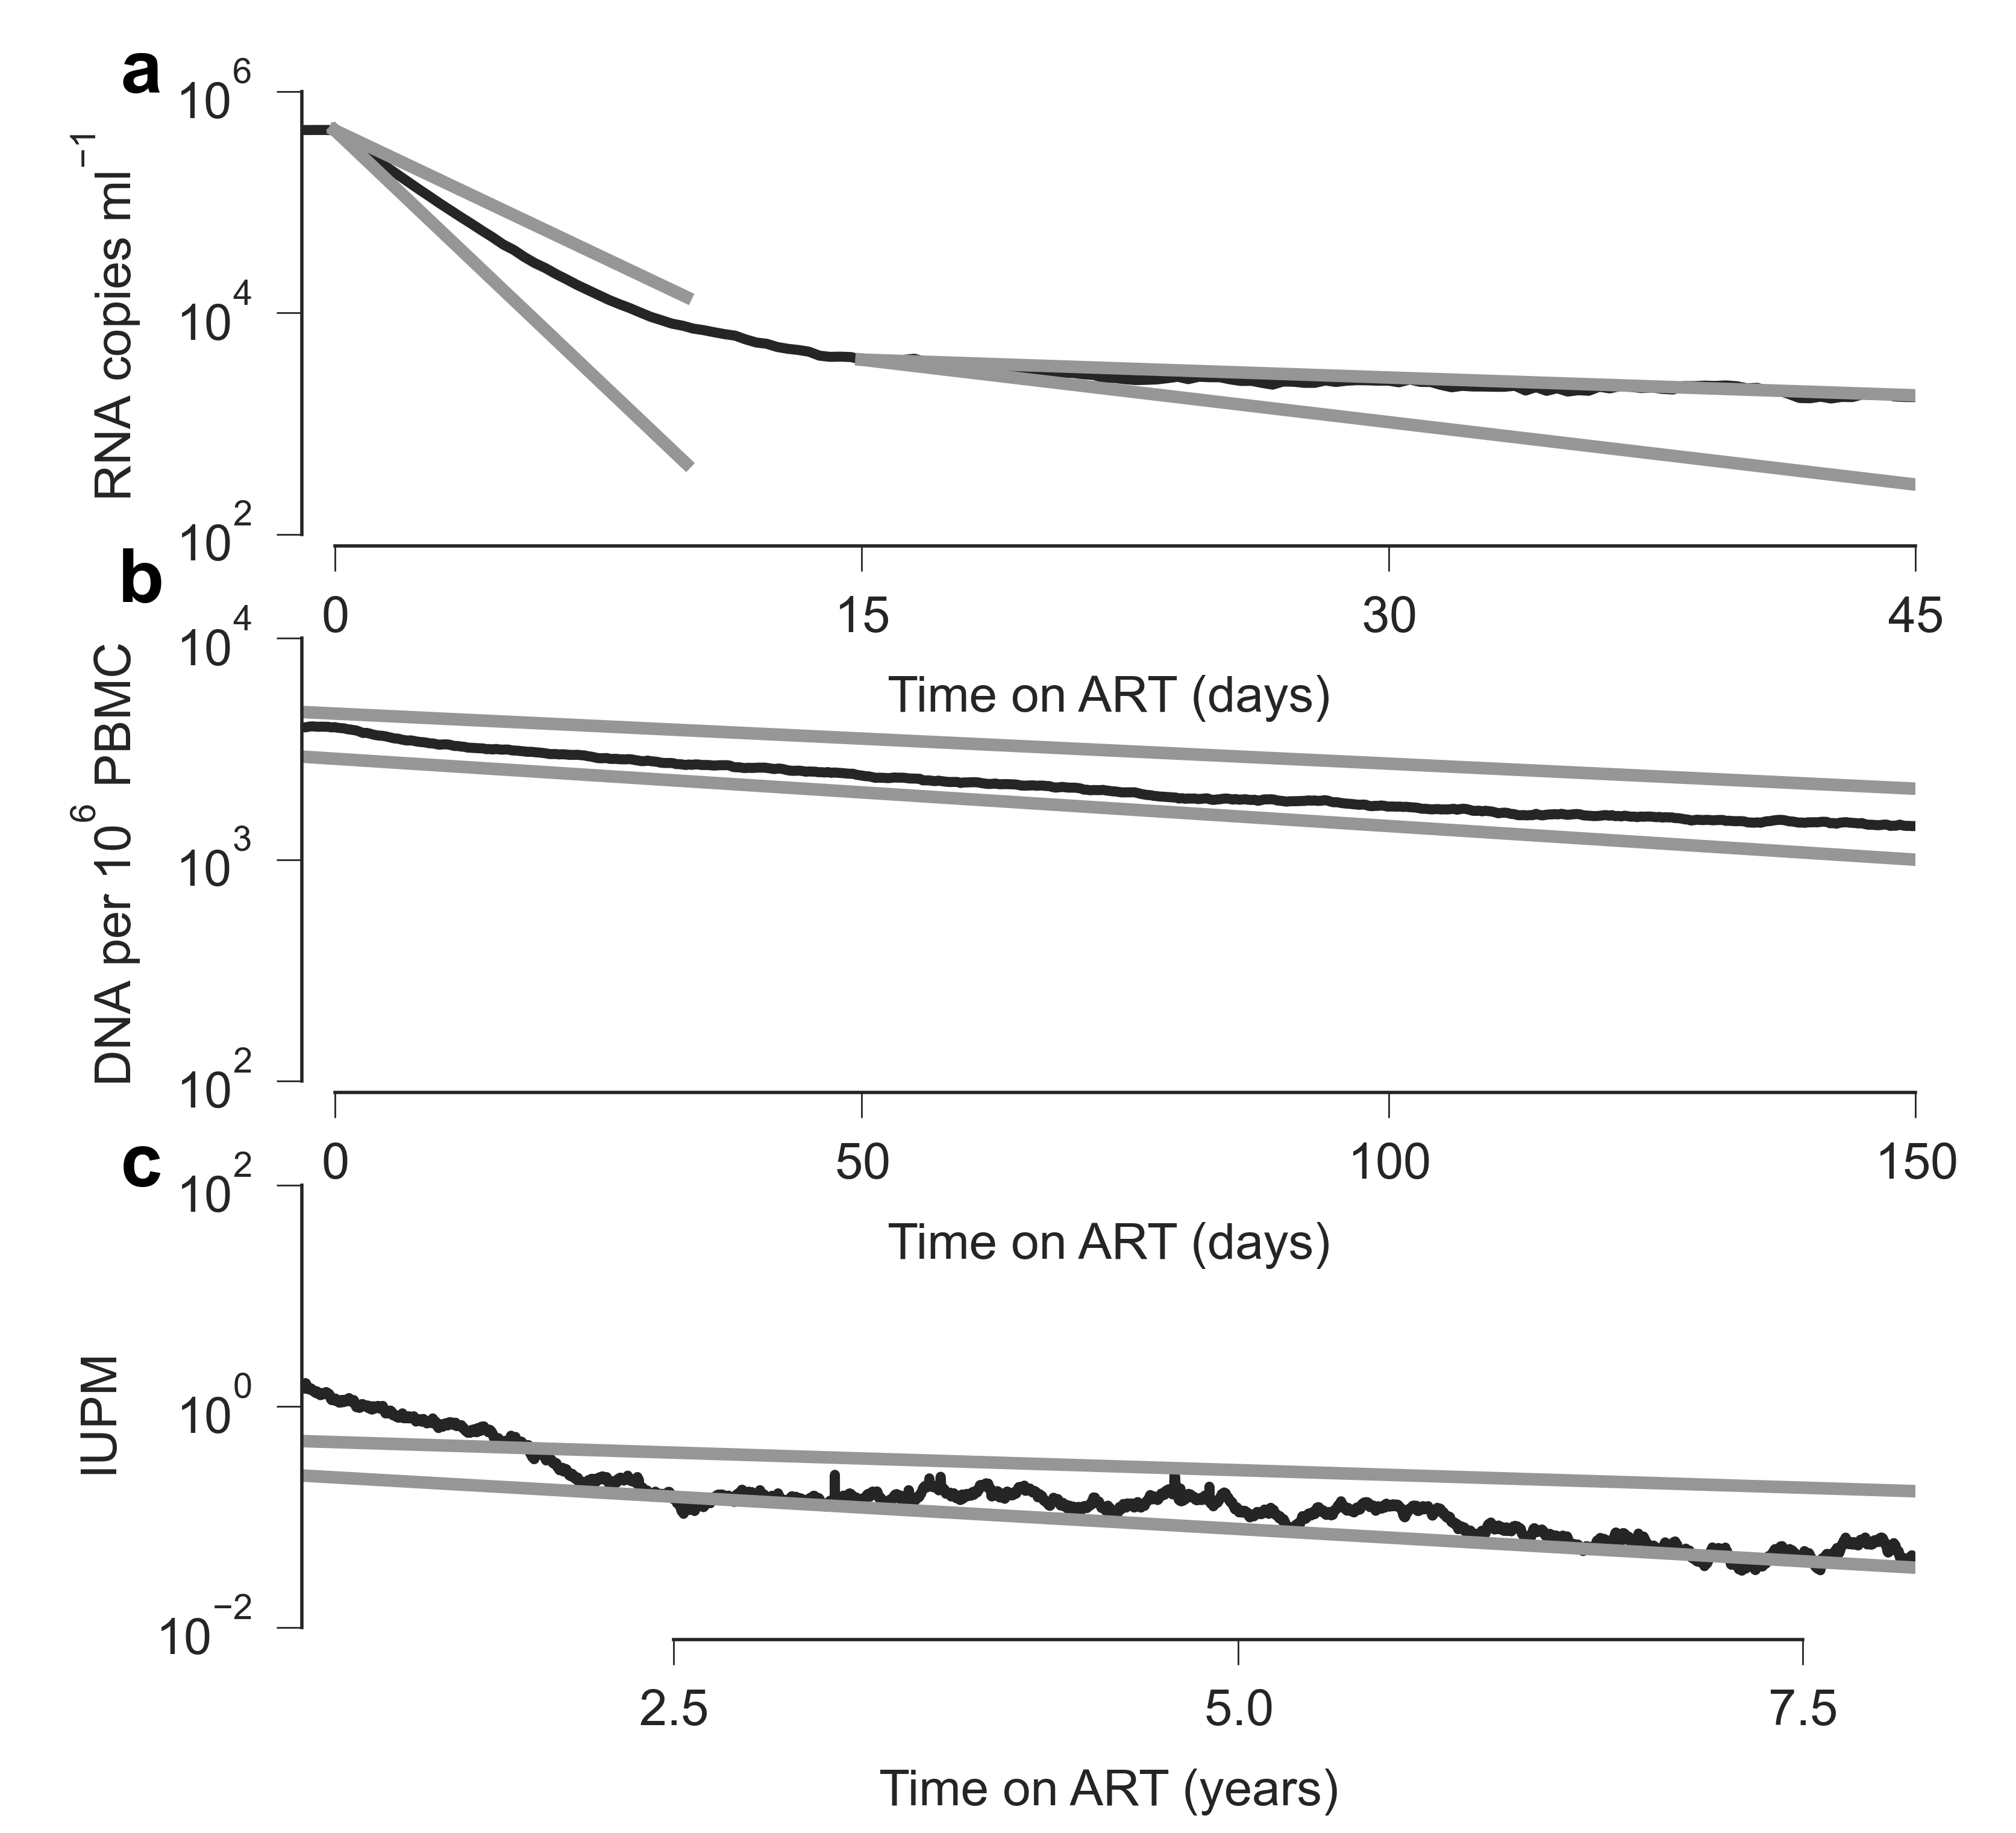 a
10^6
10^4
10^2
RNA copies ml^−1
0 15 30 45
Time on ART (days)
b
10^4
10^3
10^2
DNA per 10^6 PBMC
0 50 100 150
Time on ART (days)
c
10^2
10^0
10^−2
IUPM
2.5 5.0 7.5
Time on ART (years)